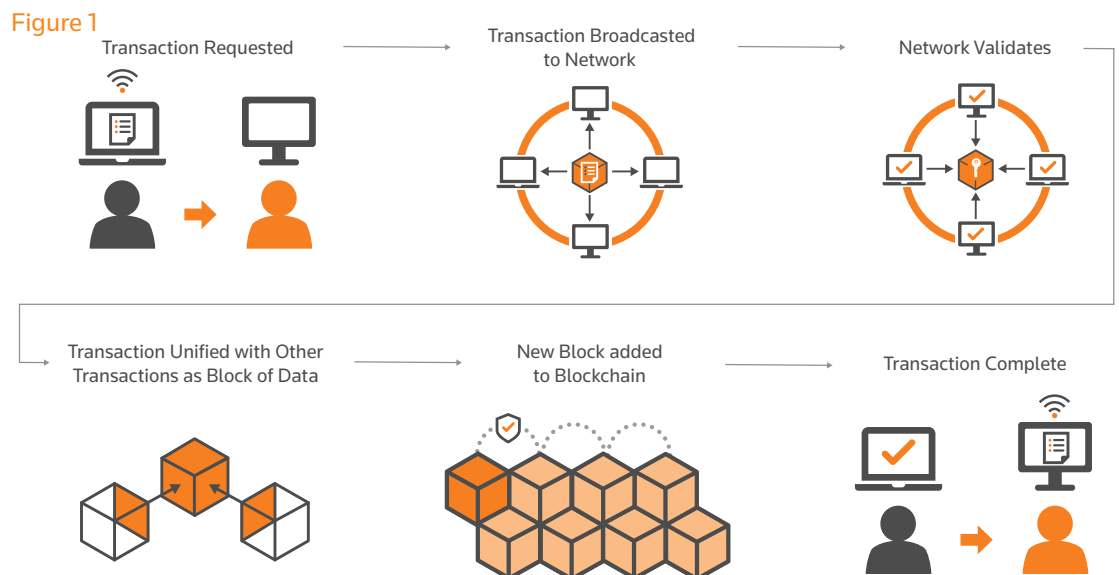 Figure 1
Transaction Requested
Transaction Broadcasted
to Network
Network Validates
Transaction Unified with Other
Transactions as Block of Data
New Block added
to Blockchain
Transaction Complete